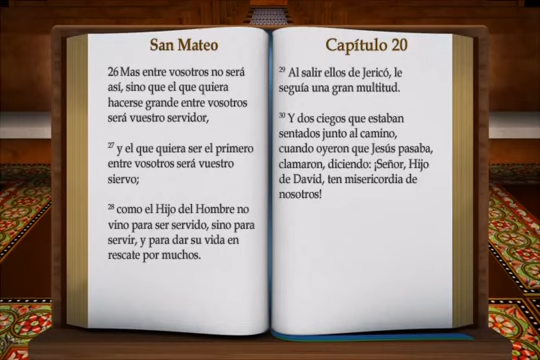 San Mateo
26 Mas entre vosotros no será
así, sino que el que quiera
hacerse grande entre vosotros
será vuestro servidor,
27 y el que quiera ser el primero
entre vosotros será vuestro
siervo;
28 como el Hijo del Hombre no
vino para ser servido, sino para
servir, y para dar su vida en
rescate por muchos.
Capítulo 20
29 Al salir ellos de Jericó, le
seguía una gran multitud.
30 Y dos ciegos que estaban
sentados junto al camino,
cuando oyeron que Jesús pasaba,
clamaron, diciendo: ¡Señor, Hijo
de David, ten misericordia de
nosotros!